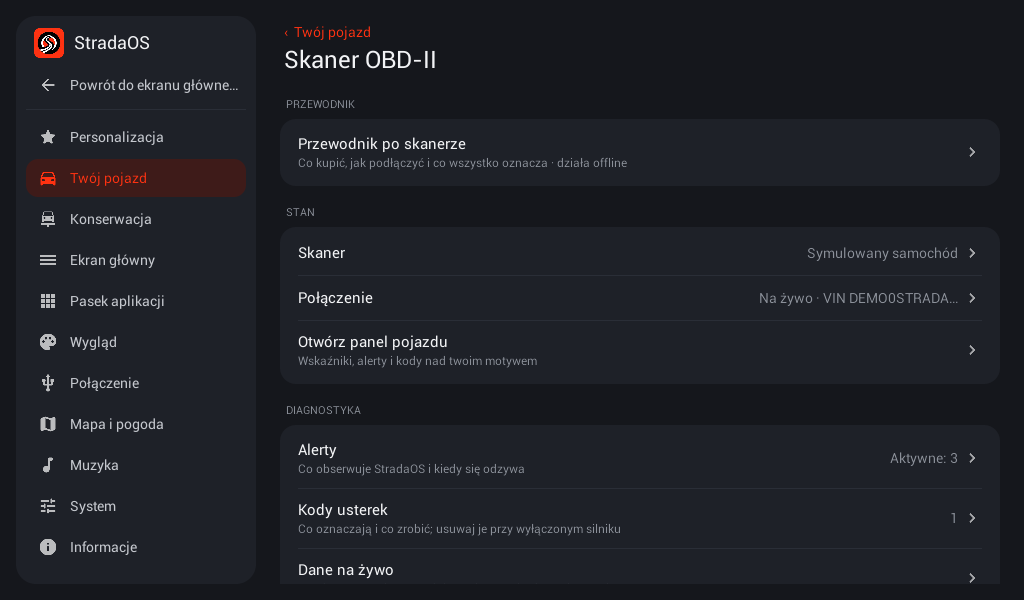 StradaOS
Powrót do ekranu główne...
Personalizacja
Twój pojazd
Konserwacja
Ekran główny
Pasek aplikacji
Wygląd
Połączenie
Mapa i pogoda
Muzyka
System
Informacje
‹ Twój pojazd
Skaner OBD-II
PRZEWODNIK
Przewodnik po skanerze
Co kupić, jak podłączyć i co wszystko oznacza · działa offline
STAN
Skaner Symulowany samochód
Połączenie Na żywo · VIN DEMO0STRADA...
Otwórz panel pojazdu
Wskaźniki, alerty i kody nad twoim motywem
DIAGNOSTYKA
Alerty Aktywne: 3
Co obserwuje StradaOS i kiedy się odzywa
Kody usterek 1
Co oznaczają i co zrobić; usuwaj je przy wyłączonym silniku
Dane na żywo